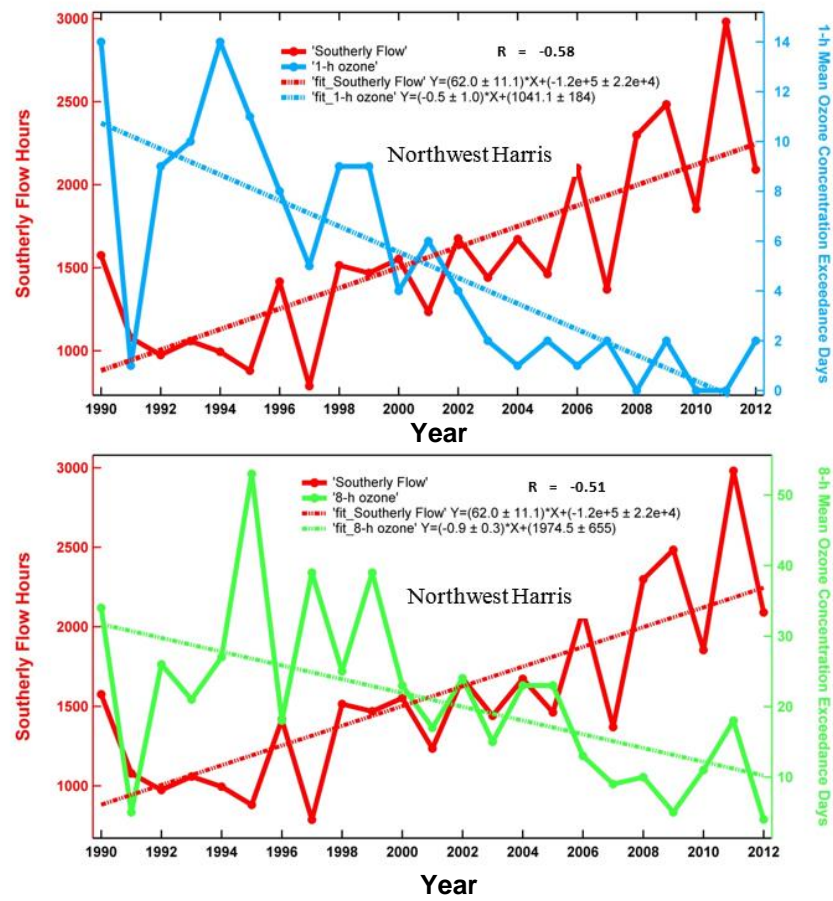 3000
2500
2000
1500
1000
Southerly Flow Hours
'Southerly Flow'
R = -0.58
'1-h ozone'
'fit_Southerly Flow' Y=(62.0 ± 11.1)*X+(-1.2e+5 ± 2.2e+4)
'fit_1-h ozone' Y=(-0.5 ± 1.0)*X+(1041.1 ± 184)
Northwest Harris
14
12
10
8
6
4
2
0
1-h Mean Ozone Concentration Exceedance Days
1990 1992 1994 1996 1998 2000 2002 2004 2006 2008 2010 2012
Year
3000
2500
2000
1500
1000
Southerly Flow Hours
'Southerly Flow'
R = -0.51
'8-h ozone'
'fit_Southerly Flow' Y=(62.0 ± 11.1)*X+(-1.2e+5 ± 2.2e+4)
'fit_8-h ozone' Y=(-0.9 ± 0.3)*X+(1974.5 ± 655)
Northwest Harris
50
40
30
20
10
8-h Mean Ozone Concentration Exceedance Days
1990 1992 1994 1996 1998 2000 2002 2004 2006 2008 2010 2012
Year